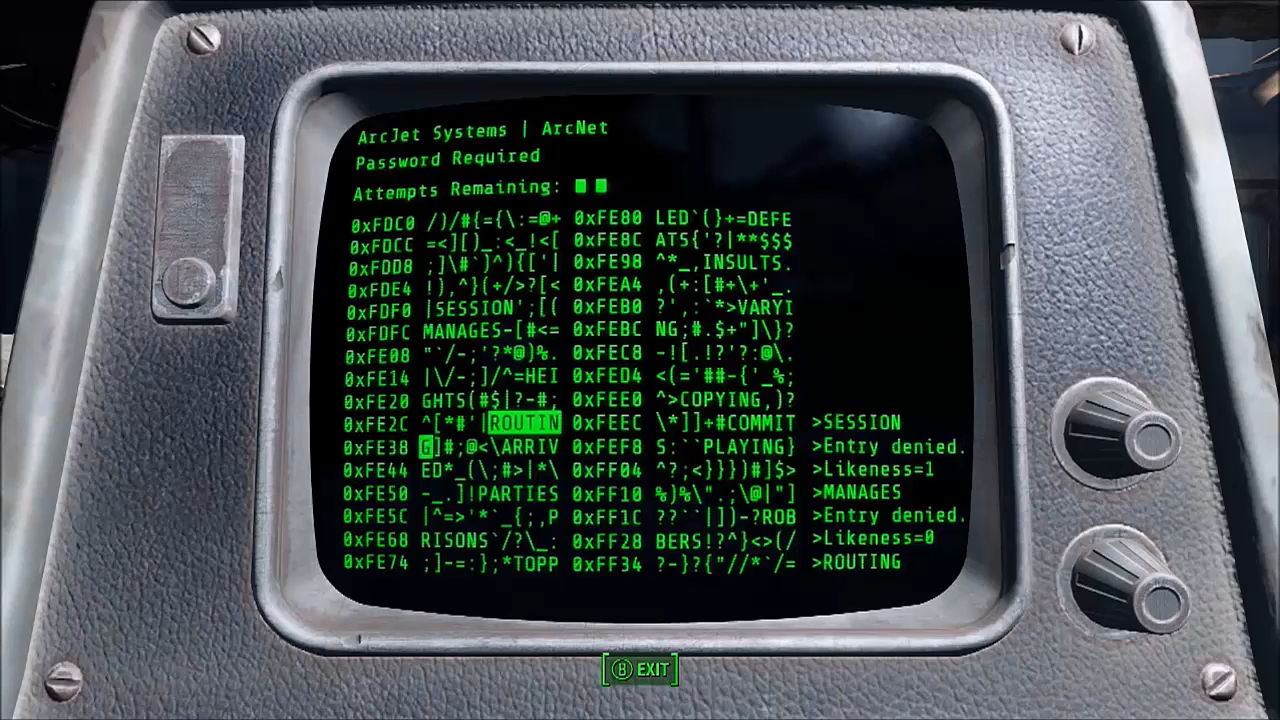 ArcJet Systems | ArcNet
Password Required
Attempts Remaining: ■ ■
0xFDC0 /)/#{={\:=@+ 0xFE80 LED`(}+=DEFE
0xFDCC =<][)_:<_!<[ 0xFE8C ATS{'?|**$$$
0xFDD8 ;]\#`)^){['| 0xFE98 ^*_,INSULTS.
0xFDE4 !),^}(+/>?[< 0xFEA4 ,(+:[#+\+'_.
0xFDF0 |SESSION';[( 0xFEB0 ?',:`*>VARYI
0xFDFC MANAGES-[#<= 0xFEBC NG;#.$+"]\}?
0xFE08 "`/-;'?*@)%. 0xFEC8 -![.!?'?:@\.
0xFE14 |\/-;]/^=HEI 0xFED4 <(='##-{'_%;
0xFE20 GHTS(#$|?-#; 0xFEE0 ^>COPYING,)?
0xFE2C ^[*#'|ROUTIN 0xFEEC \*]]+#COMMIT >SESSION
0xFE38 G]#;@<\ARRIV 0xFEF8 S:``PLAYING} >Entry denied.
0xFE44 ED*_(\;#>|*\ 0xFF04 ^?;<}}})#]$> >Likeness=1
0xFE50 -_.]!PARTIES 0xFF10 %)%\".;\@|"] >MANAGES
0xFE5C |^=>'*`_{;,P 0xFF1C ??``|])-?ROB >Entry denied.
0xFE68 RISONS`/?\_: 0xFF28 BERS!?^}<>(/ >Likeness=0
0xFE74 ;]-=:};*TOPP 0xFF34 ?-}?{"//*`/= >ROUTING
[Ⓑ EXIT]